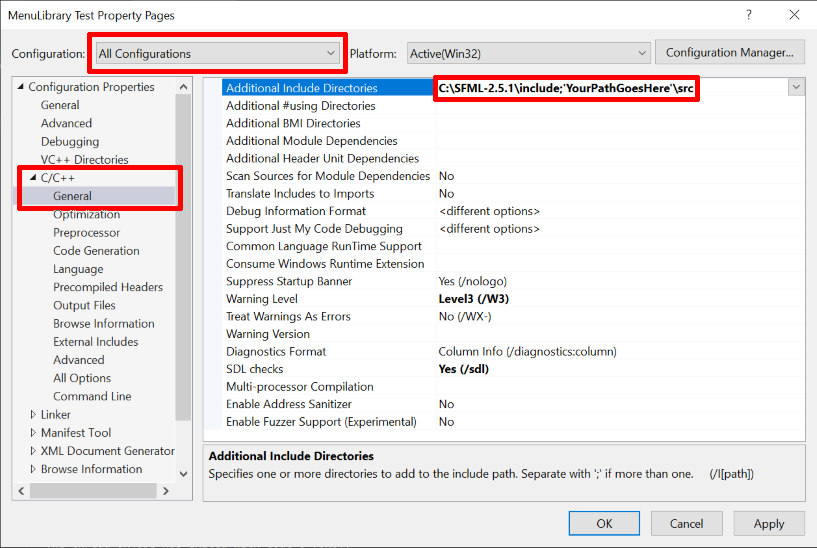 MenuLibrary Test Property Pages
? 
Configuration: All Configurations Platform: Active(Win32) Configuration Manager...
Configuration Properties
General
Advanced
Debugging
VC++ Directories
C/C++
General
Optimization
Preprocessor
Code Generation
Language
Precompiled Headers
Output Files
Browse Information
External Includes
Advanced
All Options
Command Line
Linker
Manifest Tool
XML Document Generator
Browse Information
Additional Include Directories C:\SFML-2.5.1\include;'YourPathGoesHere'\src
Additional #using Directories
Additional BMI Directories
Additional Module Dependencies
Additional Header Unit Dependencies
Scan Sources for Module Dependencies No
Translate Includes to Imports No
Debug Information Format <different options>
Support Just My Code Debugging <different options>
Common Language RunTime Support
Consume Windows Runtime Extension
Suppress Startup Banner Yes (/nologo)
Warning Level Level3 (/W3)
Treat Warnings As Errors No (/WX-)
Warning Version
Diagnostics Format Column Info (/diagnostics:column)
SDL checks Yes (/sdl)
Multi-processor Compilation
Enable Address Sanitizer No
Enable Fuzzer Support (Experimental) No
Additional Include Directories
Specifies one or more directories to add to the include path. Separate with ';' if more than one. (/I[path])
OK Cancel Apply